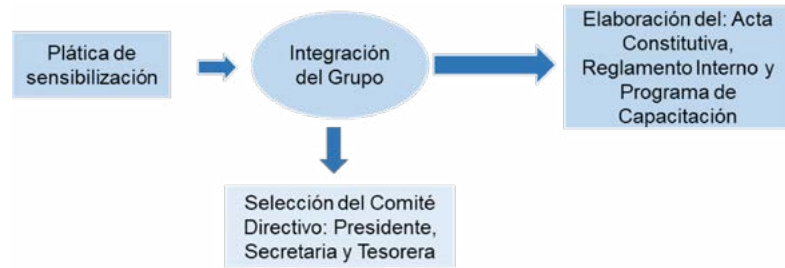 Plática de
sensibilización
Integración
del Grupo
Elaboración del: Acta
Constitutiva,
Reglamento Interno y
Programa de
Capacitación
Selección del Comité
Directivo: Presidente,
Secretaria y Tesorera